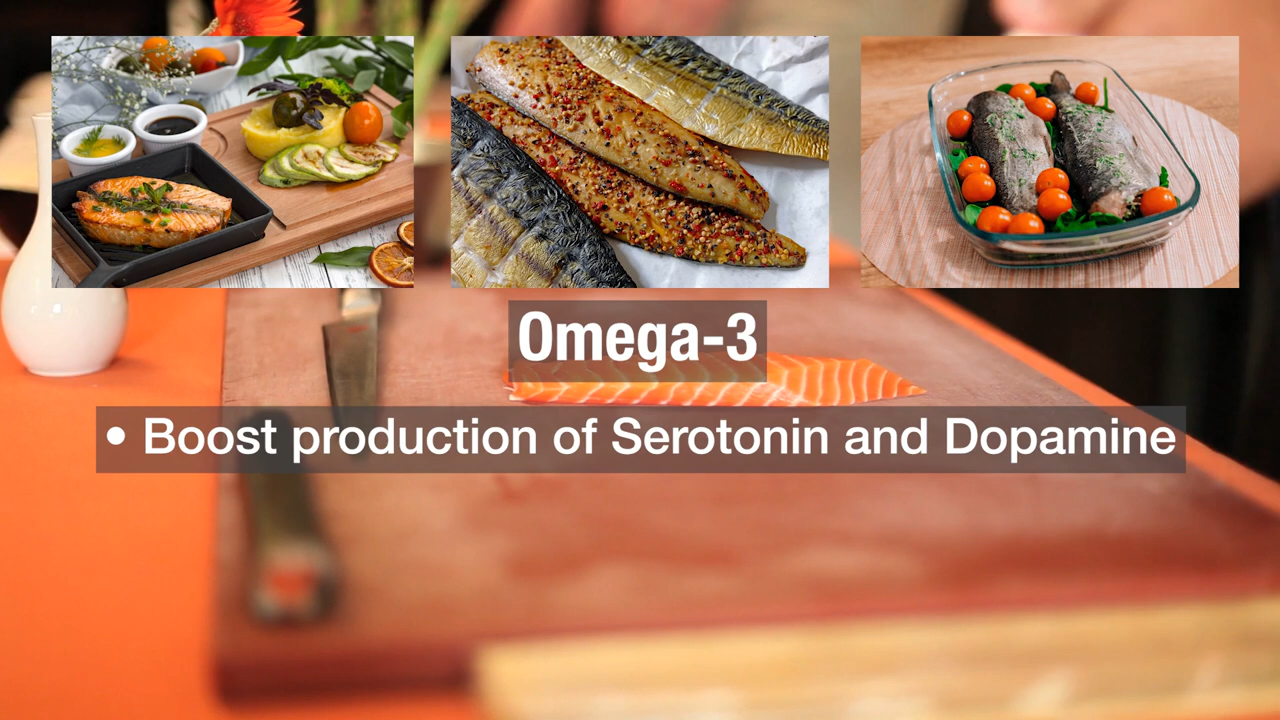 Omega-3
• Boost production of Serotonin and Dopamine